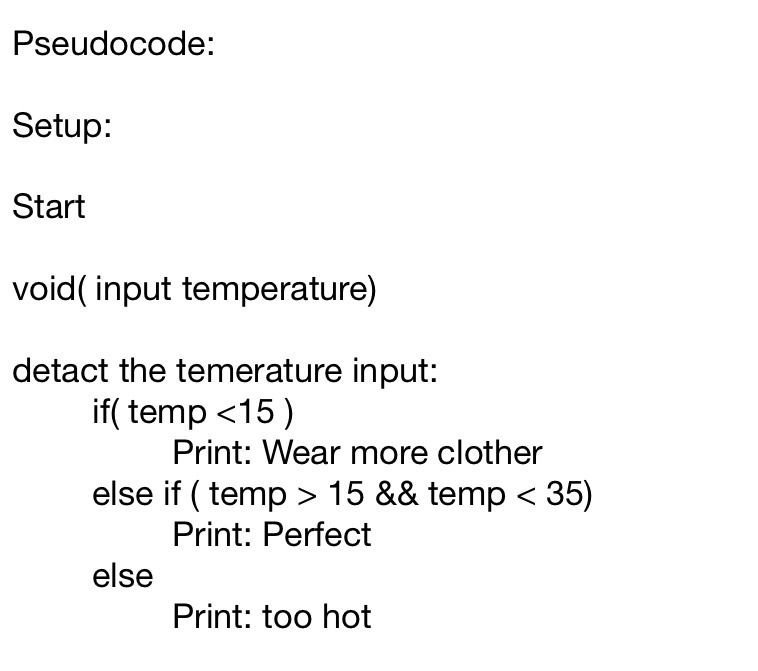 Pseudocode:
Setup:
Start
void( input temperature)
detact the temerature input:
if( temp <15 )
Print: Wear more clother
else if ( temp > 15 && temp < 35)
Print: Perfect
else
Print: too hot